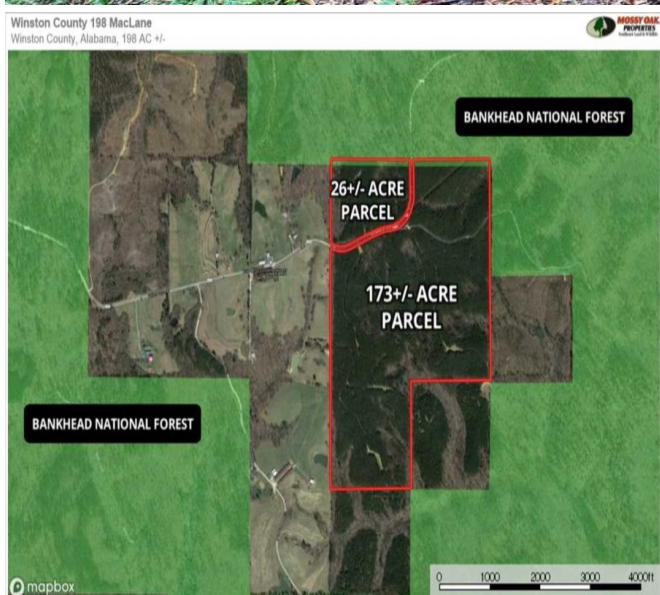 Winston County 198 MacLane
Winston County, Alabama, 198 AC +/-
MOSSY OAK
PROPERTIES
BANKHEAD NATIONAL FOREST
26+/- ACRE
PARCEL
173+/- ACRE
PARCEL
BANKHEAD NATIONAL FOREST
mapbox
0 1000 2000 3000 4000ft